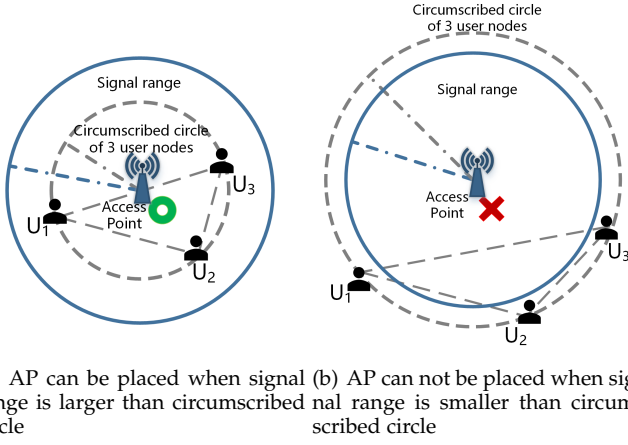 Signal range
Circumscribed circle
of 3 user nodes
Access
Point
U1
U2
U3
Circumscribed circle
of 3 user nodes
Signal range
Access
Point
U1
U2
U3
AP can be placed when signal
nge is larger than circumscribed
cle
(b) AP can not be placed when sig-
nal range is smaller than circum
scribed circle